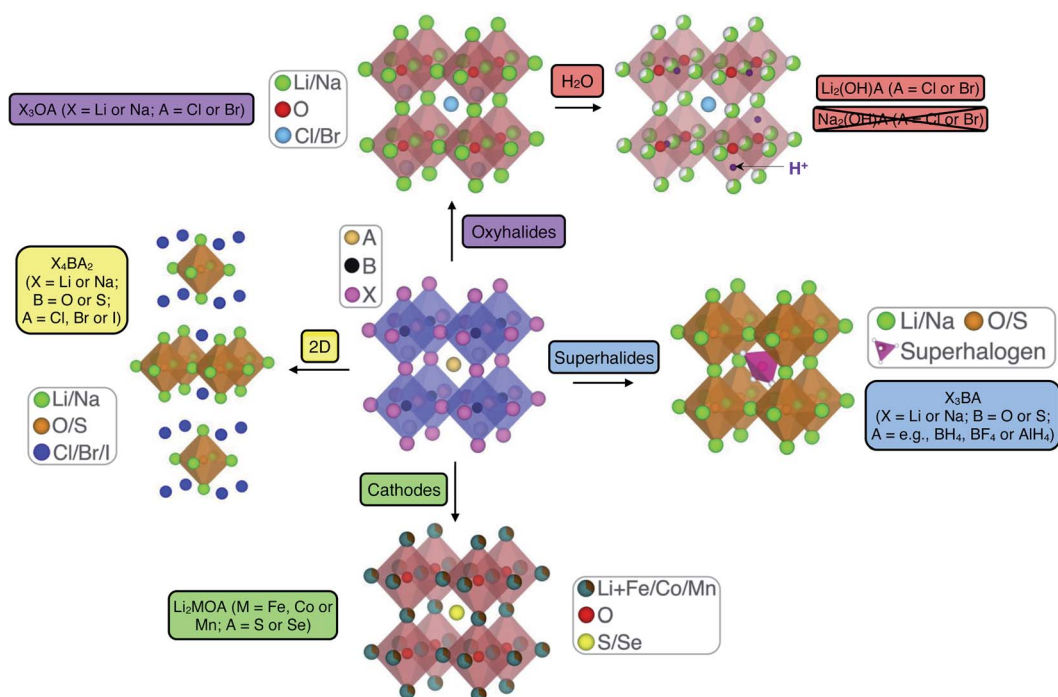 X₃OA (X = Li or Na; A = Cl or Br)
Li/Na
O
Cl/Br
H₂O
Li₂(OH)A (A = Cl or Br)
Na₂(OH)A (A = Cl or Br)
H⁺
Oxyhalides
A
B
X
X₄BA₂
(X = Li or Na;
B = O or S;
A = Cl, Br or I)
2D
Li/Na
O/S
Cl/Br/I
Superhalides
Li/Na O/S
Superhalogen
X₃BA
(X = Li or Na; B = O or S;
A = e.g., BH₄, BF₄ or AlH₄)
Cathodes
Li₂MOA (M = Fe, Co or
Mn; A = S or Se)
Li+Fe/Co/Mn
O
S/Se